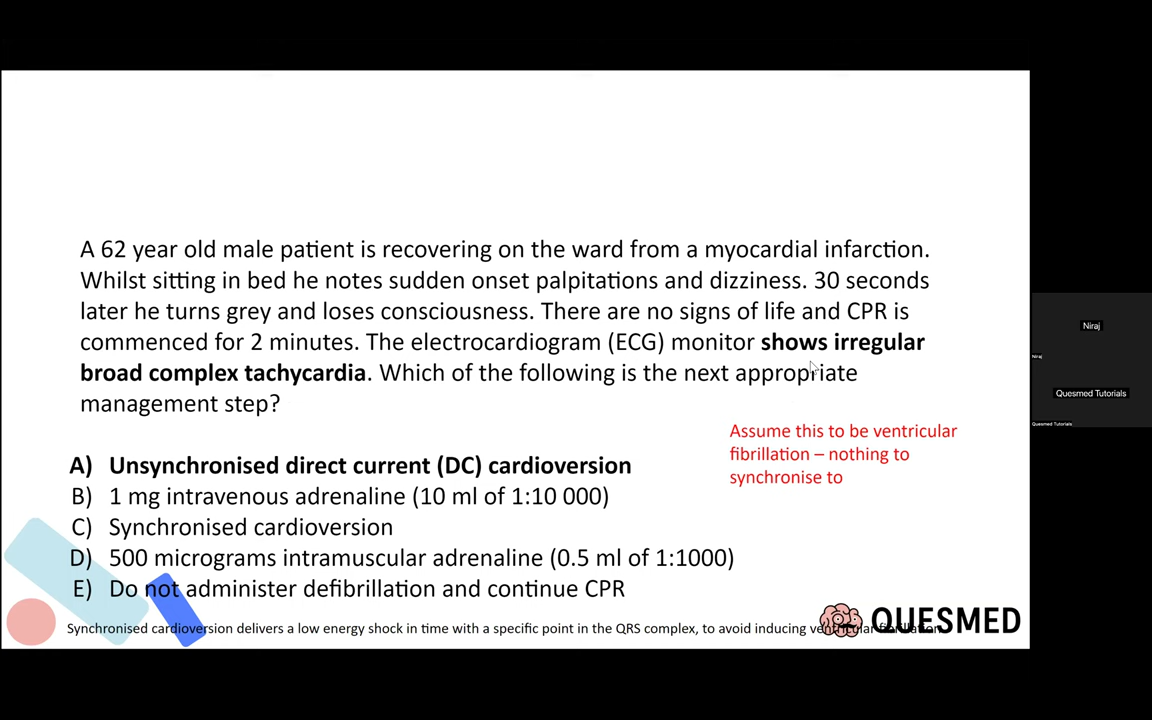 A 62 year old male patient is recovering on the ward from a myocardial infarction.
Whilst sitting in bed he notes sudden onset palpitations and dizziness. 30 seconds
later he turns grey and loses consciousness. There are no signs of life and CPR is
commenced for 2 minutes. The electrocardiogram (ECG) monitor shows irregular
broad complex tachycardia. Which of the following is the next appropriate
management step?
Assume this to be ventricular
fibrillation – nothing to
synchronise to
A) Unsynchronised direct current (DC) cardioversion
B) 1 mg intravenous adrenaline (10 ml of 1:10 000)
C) Synchronised cardioversion
D) 500 micrograms intramuscular adrenaline (0.5 ml of 1:1000)
E) Do not administer defibrillation and continue CPR
Synchronised cardioversion delivers a low energy shock in time with a specific point in the QRS complex, to avoid inducing ventricular fibrillation
QUESMED
Niraj
Niraj
Quesmed Tutorials
Quesmed Tutorials